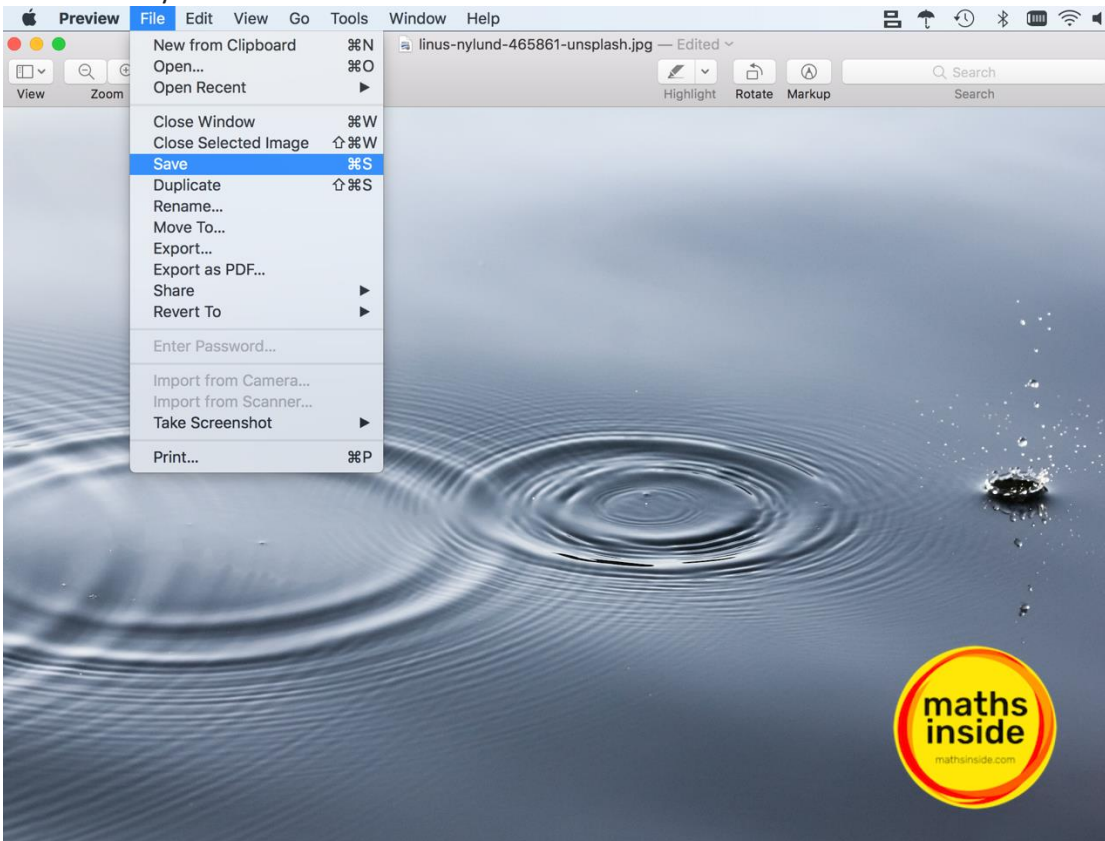 Preview File Edit View Go Tools Window Help
linus-nylund-465861-unsplash.jpg — Edited
View Zoom Highlight Rotate Markup Search
Search
New from Clipboard ⌘N
Open... ⌘O
Open Recent ▶
Close Window ⌘W
Close Selected Image ⇧⌘W
Save ⌘S
Duplicate ⇧⌘S
Rename...
Move To...
Export...
Export as PDF...
Share ▶
Revert To ▶
Enter Password...
Import from Camera...
Import from Scanner...
Take Screenshot ▶
Print... ⌘P
maths
inside
mathsinside.com